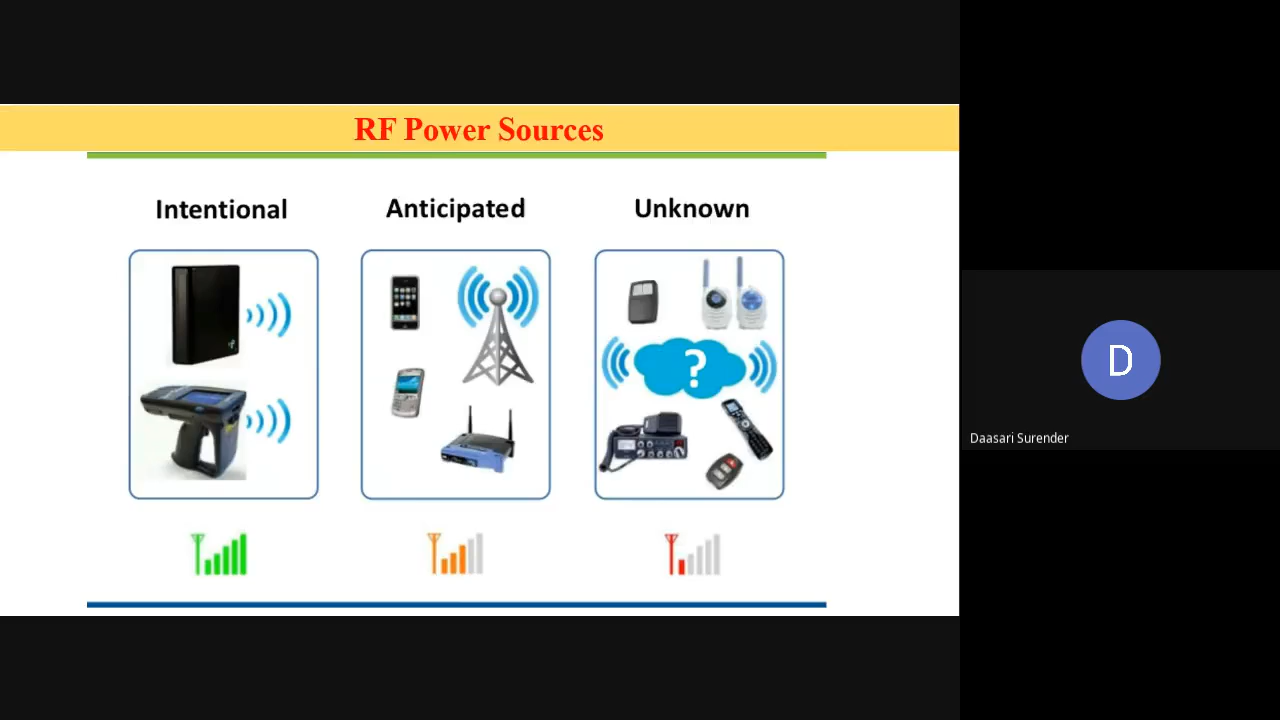 RF Power Sources
Intentional
Anticipated
Unknown
?
D
Daasari Surender